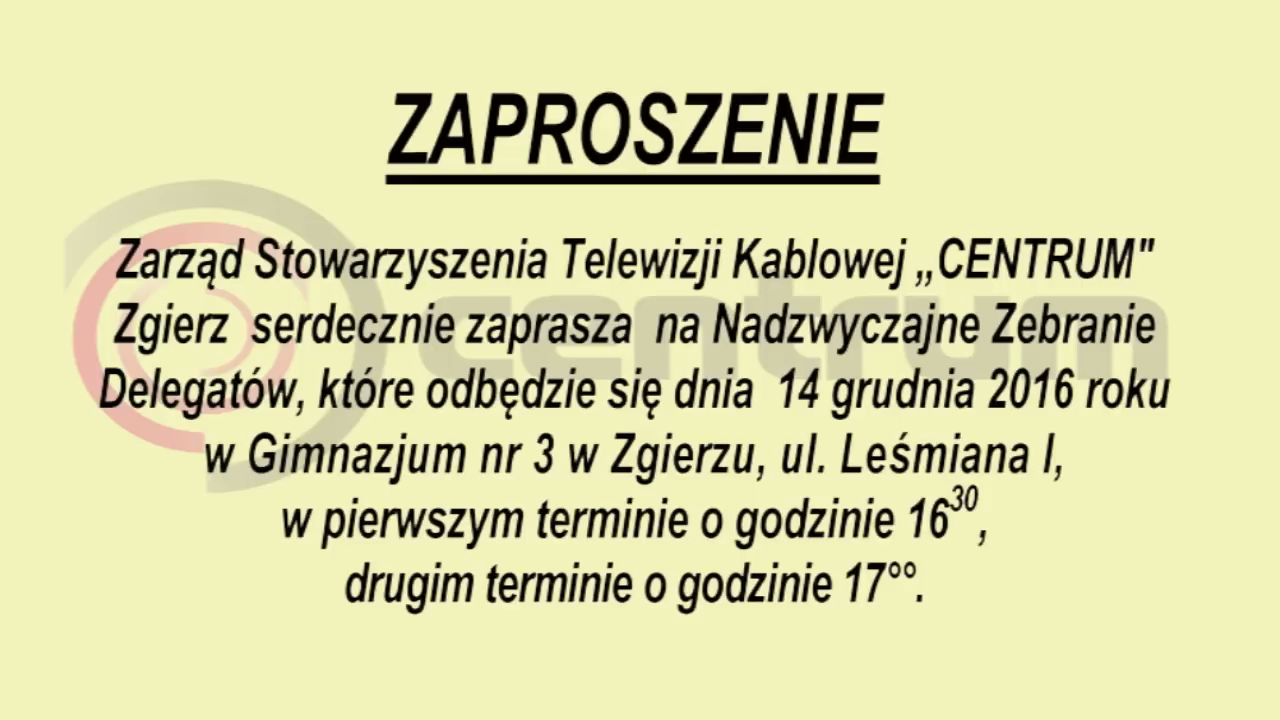 ZAPROSZENIE
Zarząd Stowarzyszenia Telewizji Kablowej „CENTRUM"
Zgierz serdecznie zaprasza na Nadzwyczajne Zebranie
Delegatów, które odbędzie się dnia 14 grudnia 2016 roku
w Gimnazjum nr 3 w Zgierzu, ul. Leśmiana I,
w pierwszym terminie o godzinie 16³⁰,
drugim terminie o godzinie 17°°.
centrum